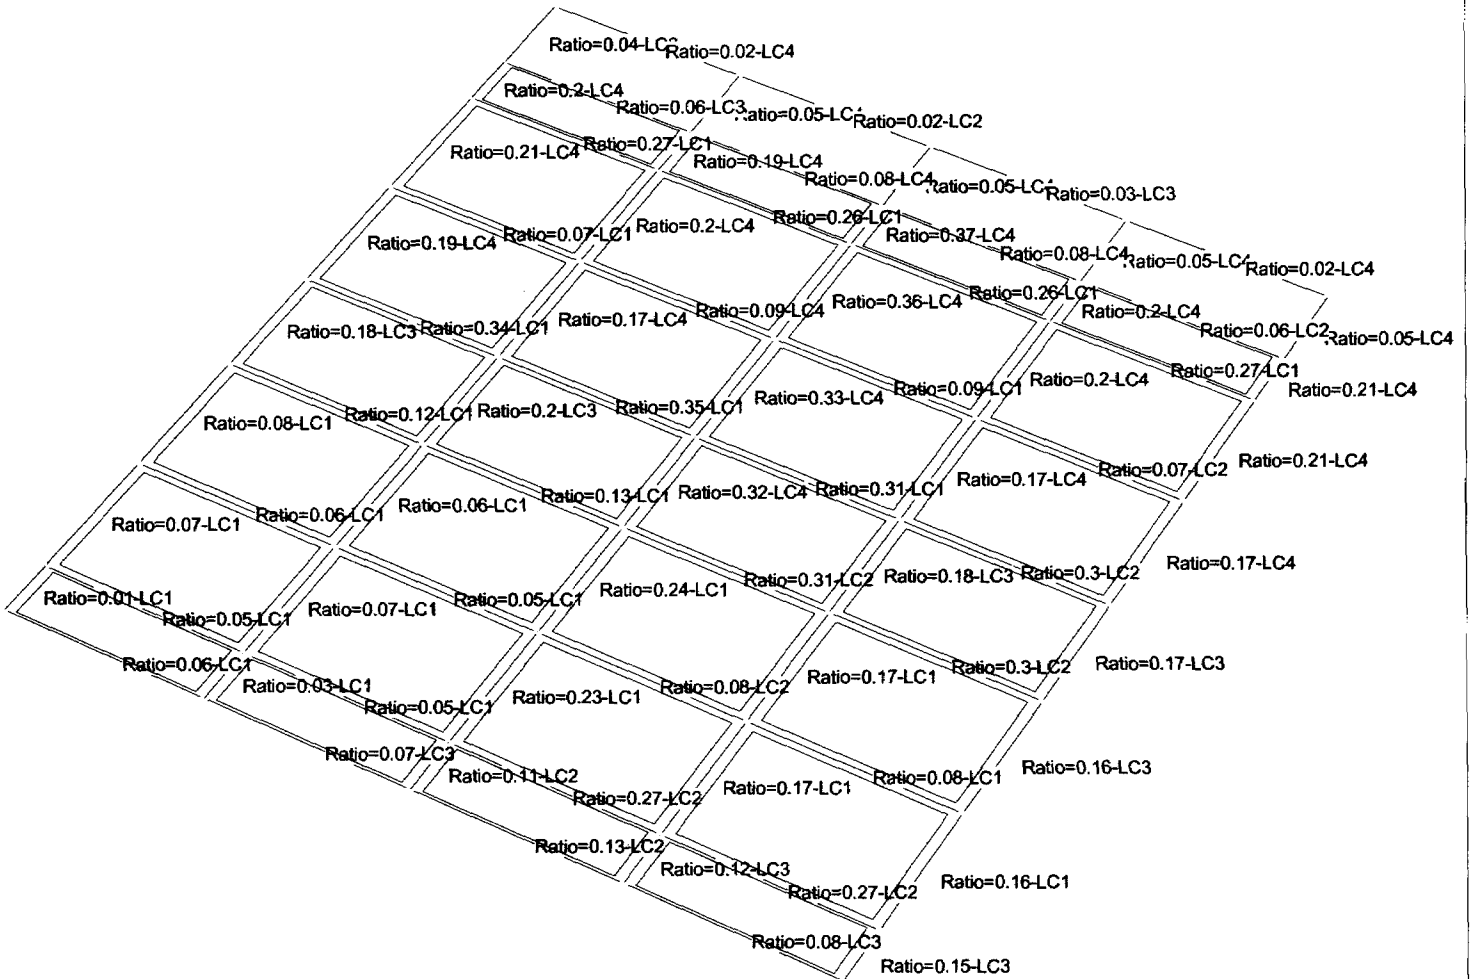 Ratio=0.02-LC4
Ratio=0.2-LC4
Ratio=0.06-LC3
Ratio=0.02-LC2
Ratio=0.21-LC4
Ratio=0.27-LC1
Ratio=0.19-LC4
Ratio=0.08-LC4
Ratio=0.03-LC3
Ratio=0.19-LC4
Ratio=0.07-LC1
Ratio=0.2-LC4
Ratio=0.26-LC1
Ratio=0.37-LC4
Ratio=0.08-LC4
Ratio=0.05-LC4
Ratio=0.02-LC4
Ratio=0.18-LC3
Ratio=0.34-LC1
Ratio=0.17-LC4
Ratio=0.09-LC4
Ratio=0.36-LC4
Ratio=0.26-LC1
Ratio=0.2-LC4
Ratio=0.06-LC2
Ratio=0.05-LC4
Ratio=0.08-LC1
Ratio=0.12-LC1
Ratio=0.2-LC3
Ratio=0.35-LC1
Ratio=0.33-LC4
Ratio=0.09-LC1
Ratio=0.2-LC4
Ratio=0.27-LC1
Ratio=0.21-LC4
Ratio=0.07-LC1
Ratio=0.06-LC1
Ratio=0.06-LC1
Ratio=0.13-LC1
Ratio=0.32-LC4
Ratio=0.31-LC1
Ratio=0.17-LC4
Ratio=0.07-LC2
Ratio=0.21-LC4
Ratio=0.01-LC1
Ratio=0.05-LC1
Ratio=0.07-LC1
Ratio=0.05-LC1
Ratio=0.24-LC1
Ratio=0.31-LC2
Ratio=0.18-LC3
Ratio=0.3-LC2
Ratio=0.17-LC4
Ratio=0.06-LC1
Ratio=0.03-LC1
Ratio=0.05-LC1
Ratio=0.23-LC1
Ratio=0.08-LC2
Ratio=0.17-LC1
Ratio=0.3-LC2
Ratio=0.17-LC3
Ratio=0.07-LC3
Ratio=0.11-LC2
Ratio=0.27-LC2
Ratio=0.17-LC1
Ratio=0.08-LC1
Ratio=0.16-LC3
Ratio=0.13-LC2
Ratio=0.12-LC3
Ratio=0.27-LC2
Ratio=0.16-LC1
Ratio=0.08-LC3
Ratio=0.15-LC3